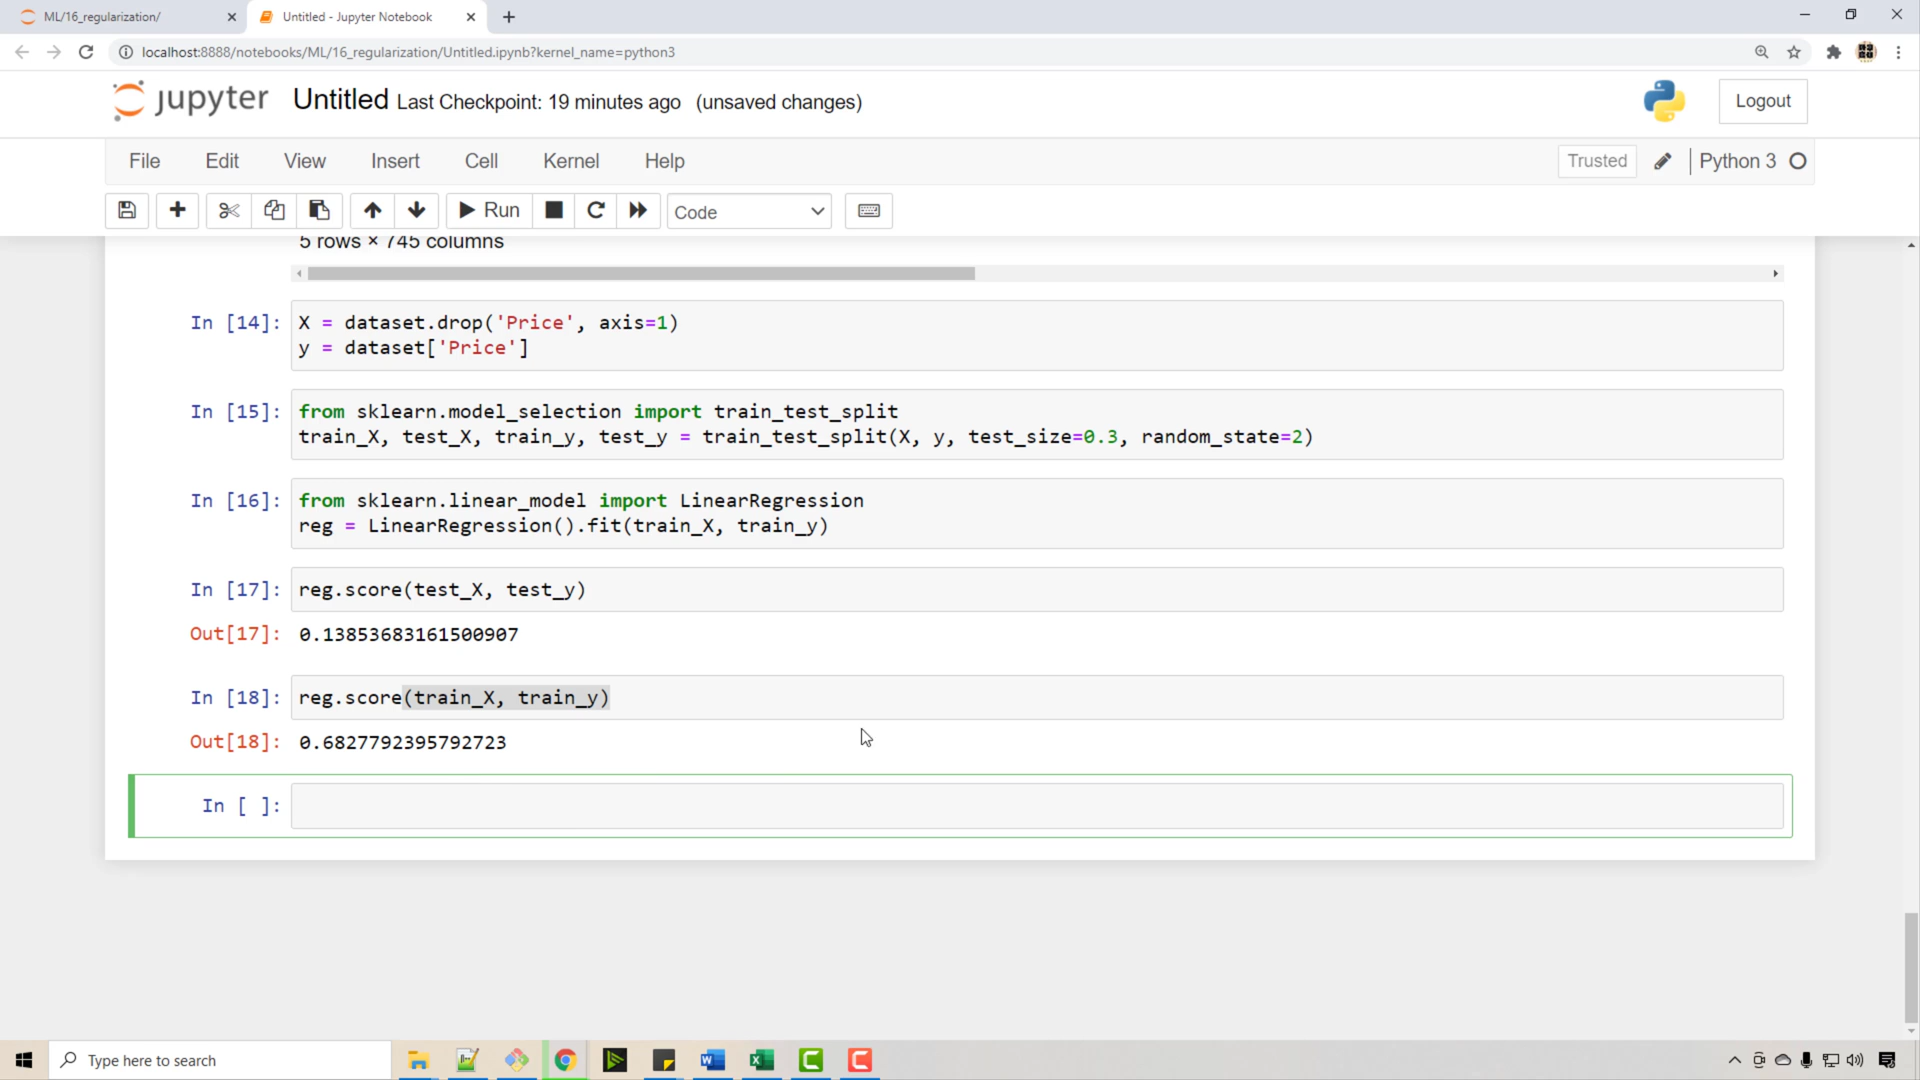 ML/16_regularization/
Untitled - Jupyter Notebook
localhost:8888/notebooks/ML/16_regularization/Untitled.ipynb?kernel_name=python3
jupyter Untitled Last Checkpoint: 19 minutes ago (unsaved changes)
Logout
File Edit View Insert Cell Kernel Help
Trusted
Python 3
Run
Code
5 rows × 745 columns
In [14]: X = dataset.drop('Price', axis=1)
y = dataset['Price']
In [15]: from sklearn.model_selection import train_test_split
train_X, test_X, train_y, test_y = train_test_split(X, y, test_size=0.3, random_state=2)
In [16]: from sklearn.linear_model import LinearRegression
reg = LinearRegression().fit(train_X, train_y)
In [17]: reg.score(test_X, test_y)
Out[17]: 0.13853683161500907
In [18]: reg.score(train_X, train_y)
Out[18]: 0.6827792395792723
In [ ]:
Type here to search